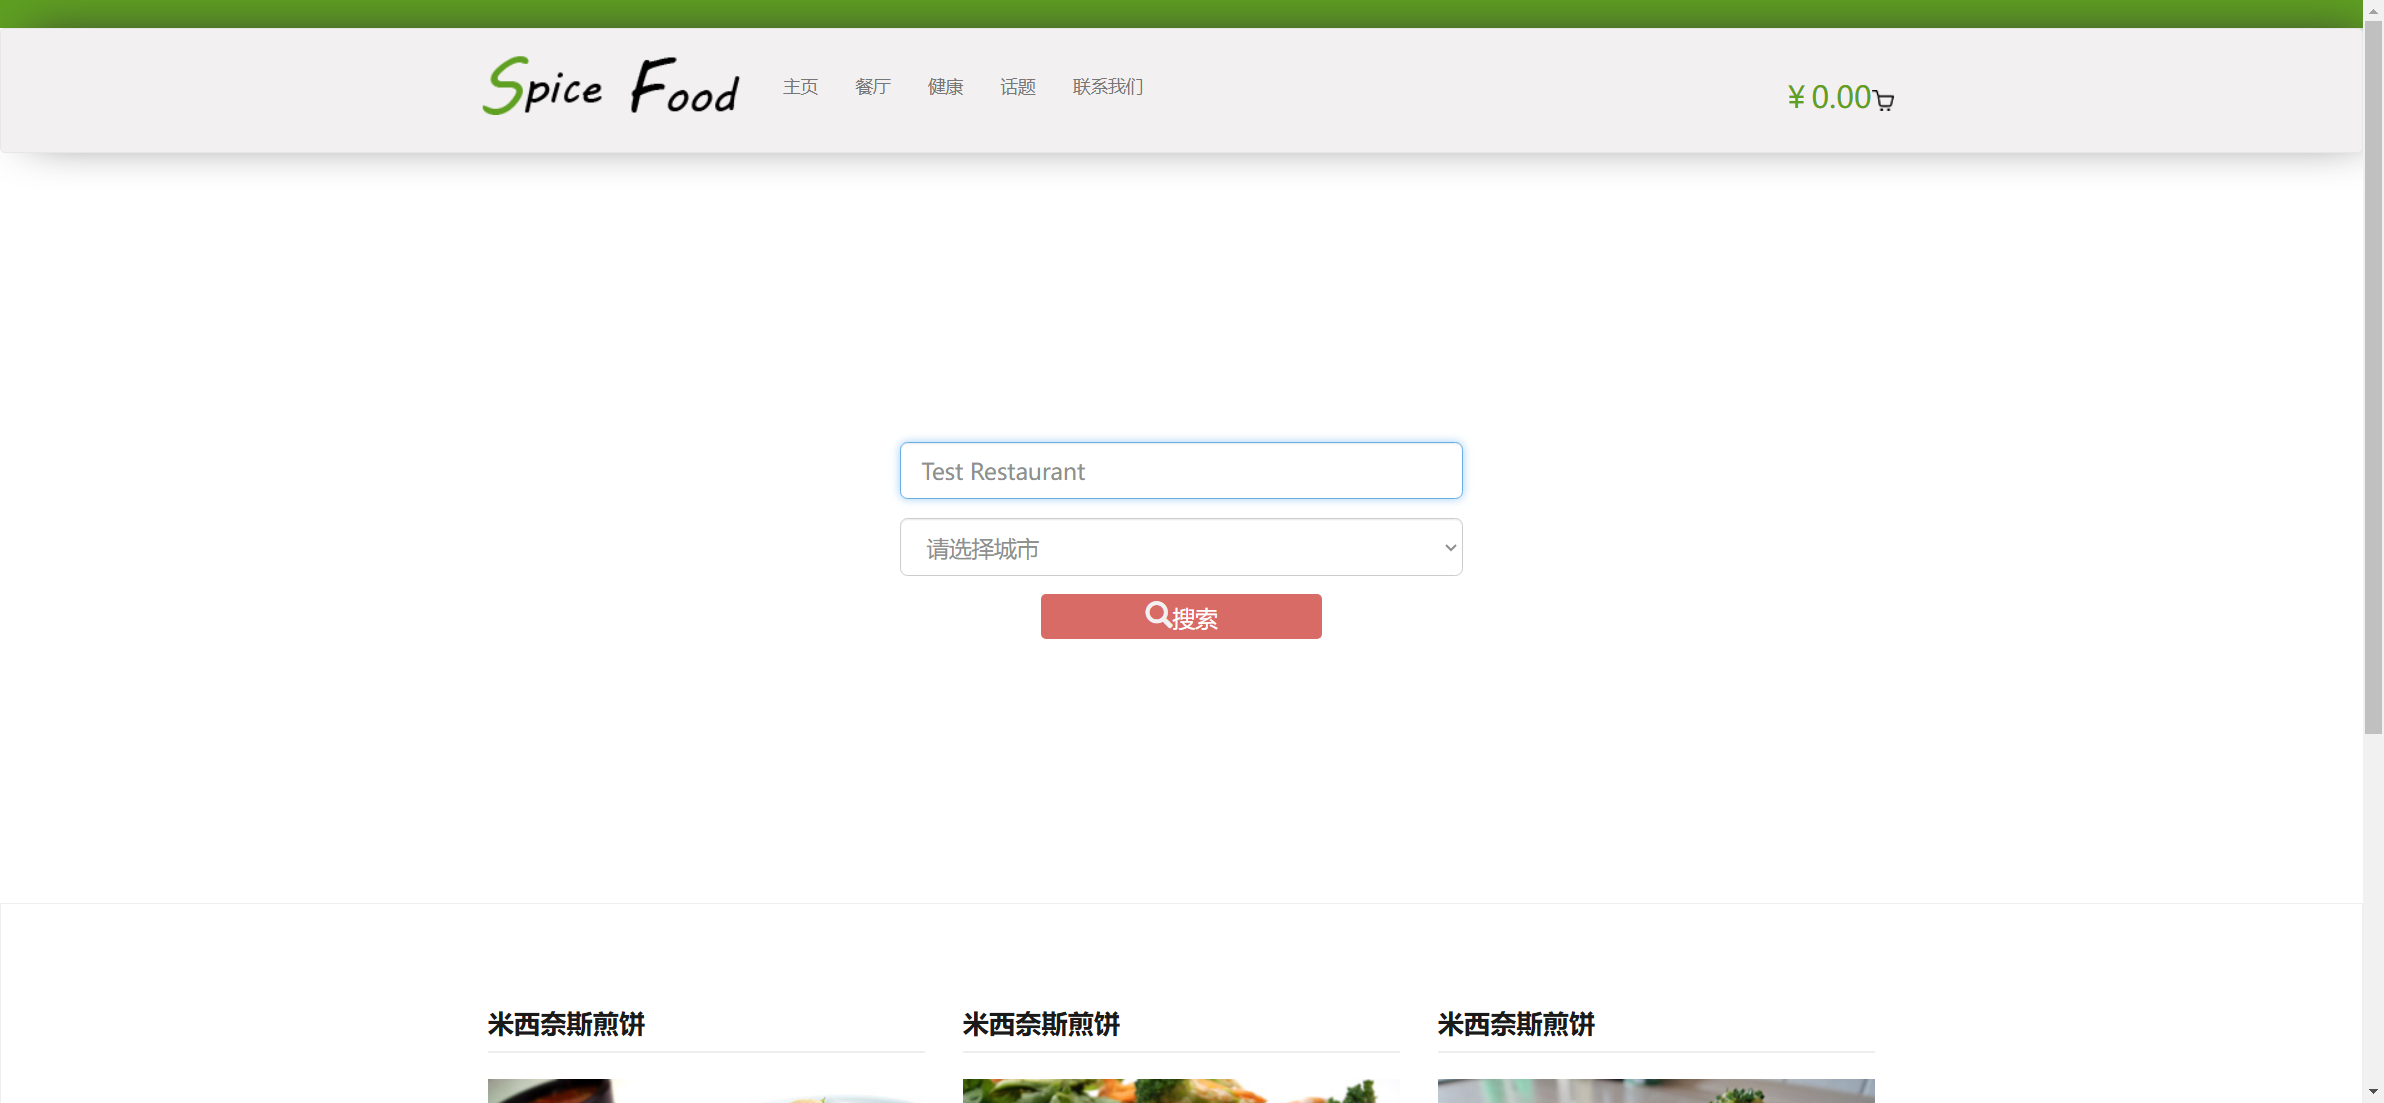 Spice Food
主页 餐厅 健康 话题 联系我们
¥ 0.00
Test Restaurant
请选择城市
搜索
米西奈斯煎饼 米西奈斯煎饼 米西奈斯煎饼